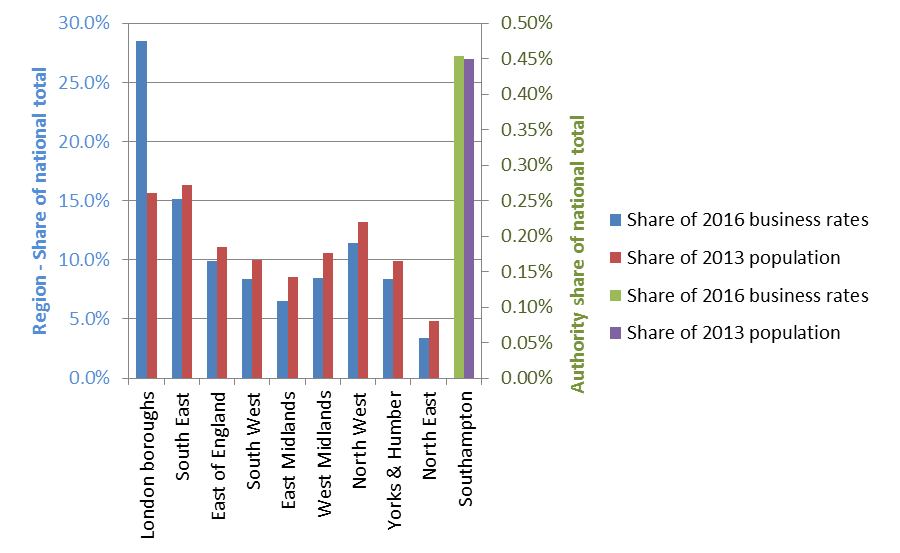 Region - Share of national total
30.0%
25.0%
20.0%
15.0%
10.0%
5.0%
0.0%
0.50%
0.45%
0.40%
0.35%
0.30%
0.25%
0.20%
0.15%
0.10%
0.05%
0.00%
Authority share of national total
London boroughs
South East
East of England
South West
East Midlands
West Midlands
North West
Yorks & Humber
North East
Southampton
Share of 2016 business rates
Share of 2013 population
Share of 2016 business rates
Share of 2013 population